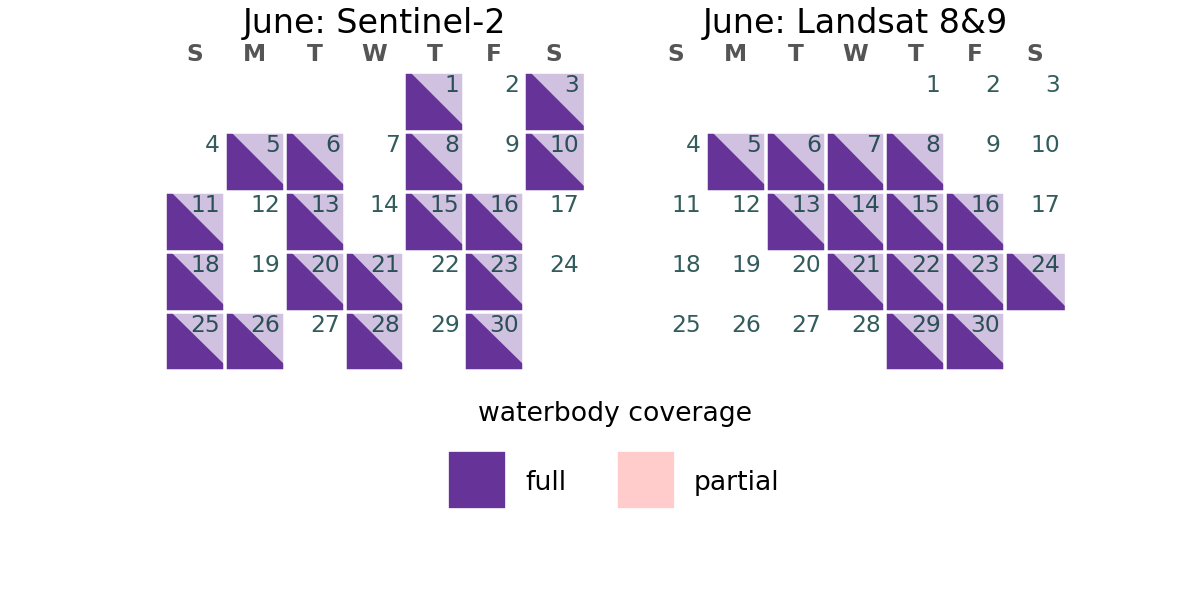 June: Sentinel-2
S M T W T F S
1 2 3
4 5 6 7 8 9 10
11 12 13 14 15 16 17
18 19 20 21 22 23 24
25 26 27 28 29 30
June: Landsat 8&9
S M T W T F S
1 2 3
4 5 6 7 8 9 10
11 12 13 14 15 16 17
18 19 20 21 22 23 24
25 26 27 28 29 30
waterbody coverage
full partial